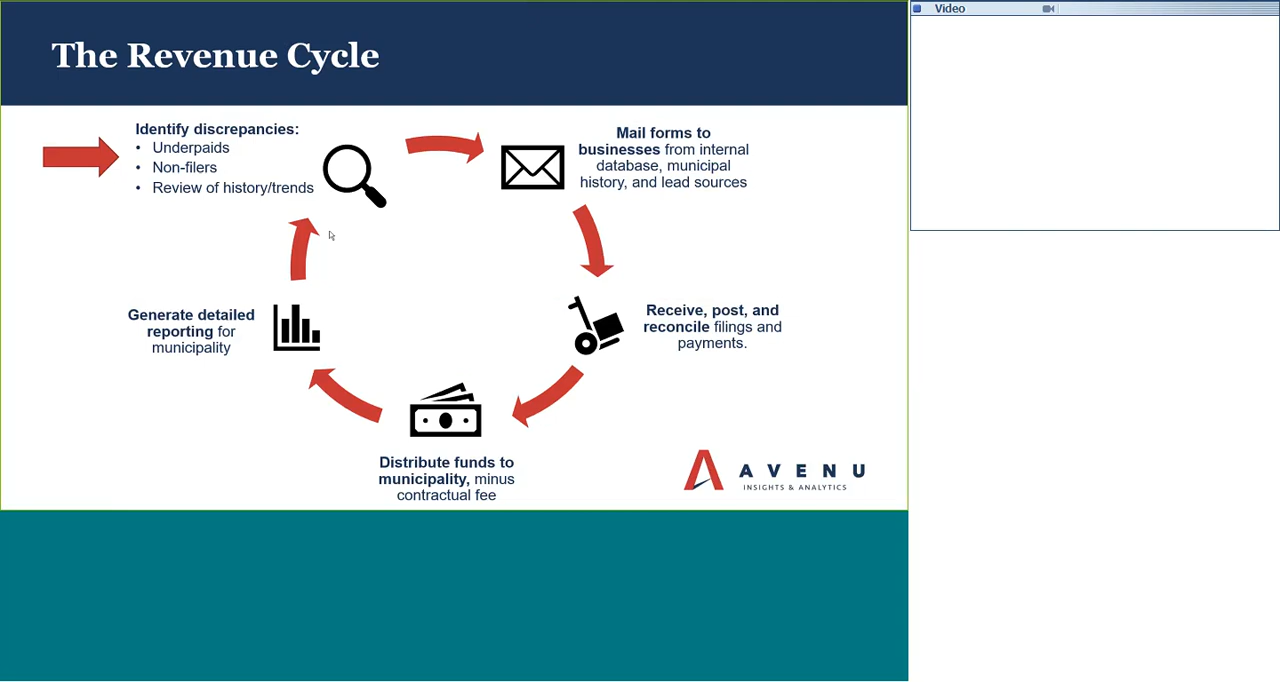 Video
The Revenue Cycle
Identify discrepancies:
• Underpaids
• Non-filers
• Review of history/trends
Mail forms to
businesses from internal
database, municipal
history, and lead sources
Receive, post, and
reconcile filings and
payments.
Distribute funds to
municipality, minus
contractual fee
Generate detailed
reporting for
municipality
AVENU
INSIGHTS & ANALYTICS